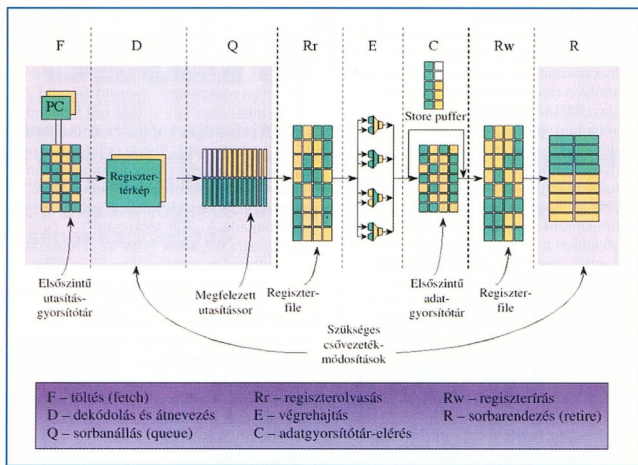 F D Q Rr E C Rw R
PC
Store puffer
Regiszter-
térkép
Elsőszintű
utasítás-
gyorsítótár
Megfelezett
utasítássor
Regiszter-
file
Elsőszintű
adat-
gyorsítótár
Regiszter-
file
Szükséges
csővezeték-
módosítások
F – töltés (fetch)
D – dekódolás és átnevezés
Q – sorbanállás (queue)
Rr – regiszterolvasás
E – végrehajtás
C – adatgyorsítótár-elérés
Rw – regiszterírás
R – sorbarendezés (retire)